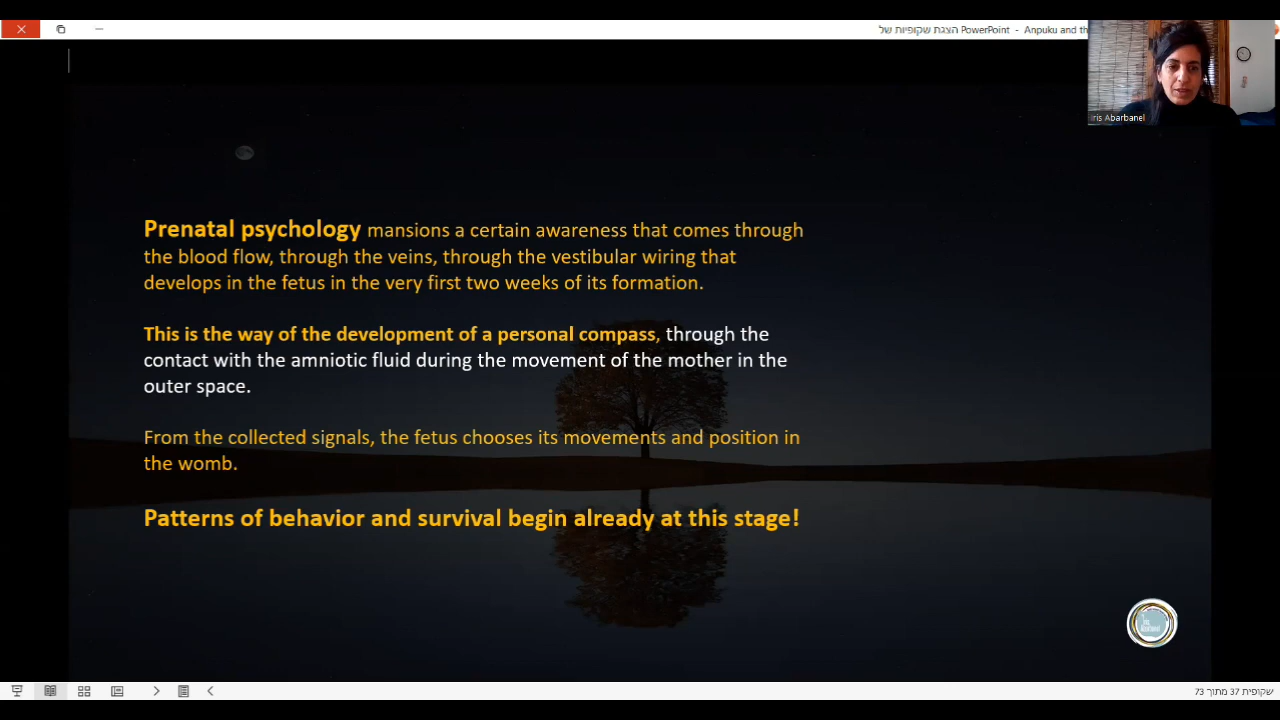 הצגת שקופיות של PowerPoint - Anpuku and th
Iris Abarbanel
Prenatal psychology mansions a certain awareness that comes through
the blood flow, through the veins, through the vestibular wiring that
develops in the fetus in the very first two weeks of its formation.
This is the way of the development of a personal compass, through the
contact with the amniotic fluid during the movement of the mother in the
outer space.
From the collected signals, the fetus chooses its movements and position in
the womb.
Patterns of behavior and survival begin already at this stage!
Iris
Abarbanel
שקופית 37 מתוך 73